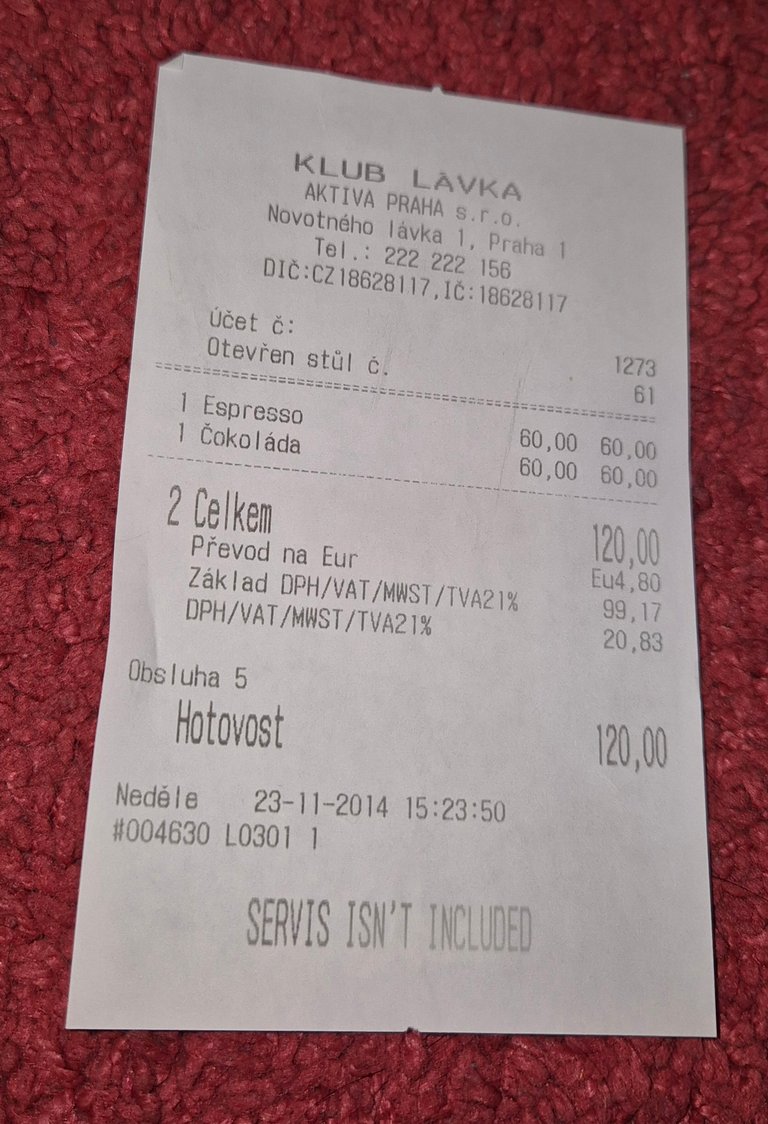 KLUB LÁVKA
AKTIVA PRAHA s.r.o.
Novotného lávka 1, Praha 1
Tel.: 222 222 156
DIČ:CZ18628117,IČ:18628117
Účet č: 1273
Otevřen stůl č. 61
1 Espresso 60,00 60,00
1 Čokoláda 60,00 60,00
2 Celkem 120,00
Převod na Eur Eu4,80
Základ DPH/VAT/MWST/TVA21% 99,17
DPH/VAT/MWST/TVA21% 20,83
Obsluha 5
Hotovost 120,00
Neděle 23-11-2014 15:23:50
#004630 L0301 1
SERVIS ISN'T INCLUDED